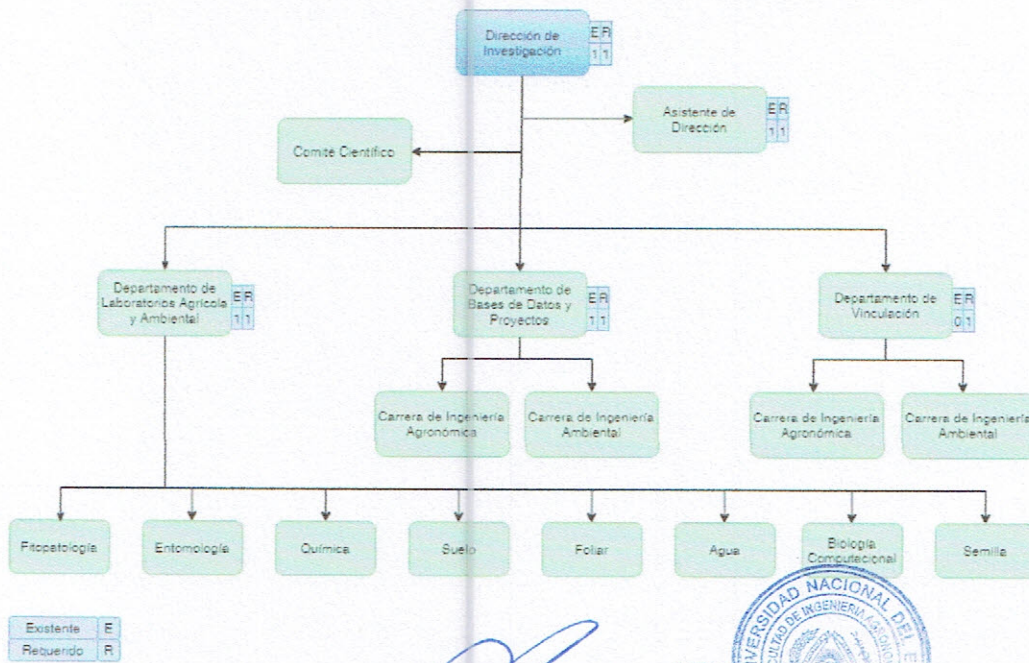 Dirección de
Investigación
E R
1 1
Asistente de
Dirección
E R
1 1
Comité Científico
Departamento de
Laboratorios Agrícola
y Ambiental
E R
1 1
Departamento de
Bases de Datos y
Proyectos
E R
1 1
Departamento de
Vinculación
E R
0 1
Carrera de Ingeniería
Agronómica
Carrera de Ingeniería
Ambiental
Carrera de Ingeniería
Agronómica
Carrera de Ingeniería
Ambiental
Fitopatología
Entomología
Química
Suelo
Foliar
Agua
Biología
Computacional
Semilla
Existente E
Requerido R
NACIONAL DEL
DE INGENIERIA